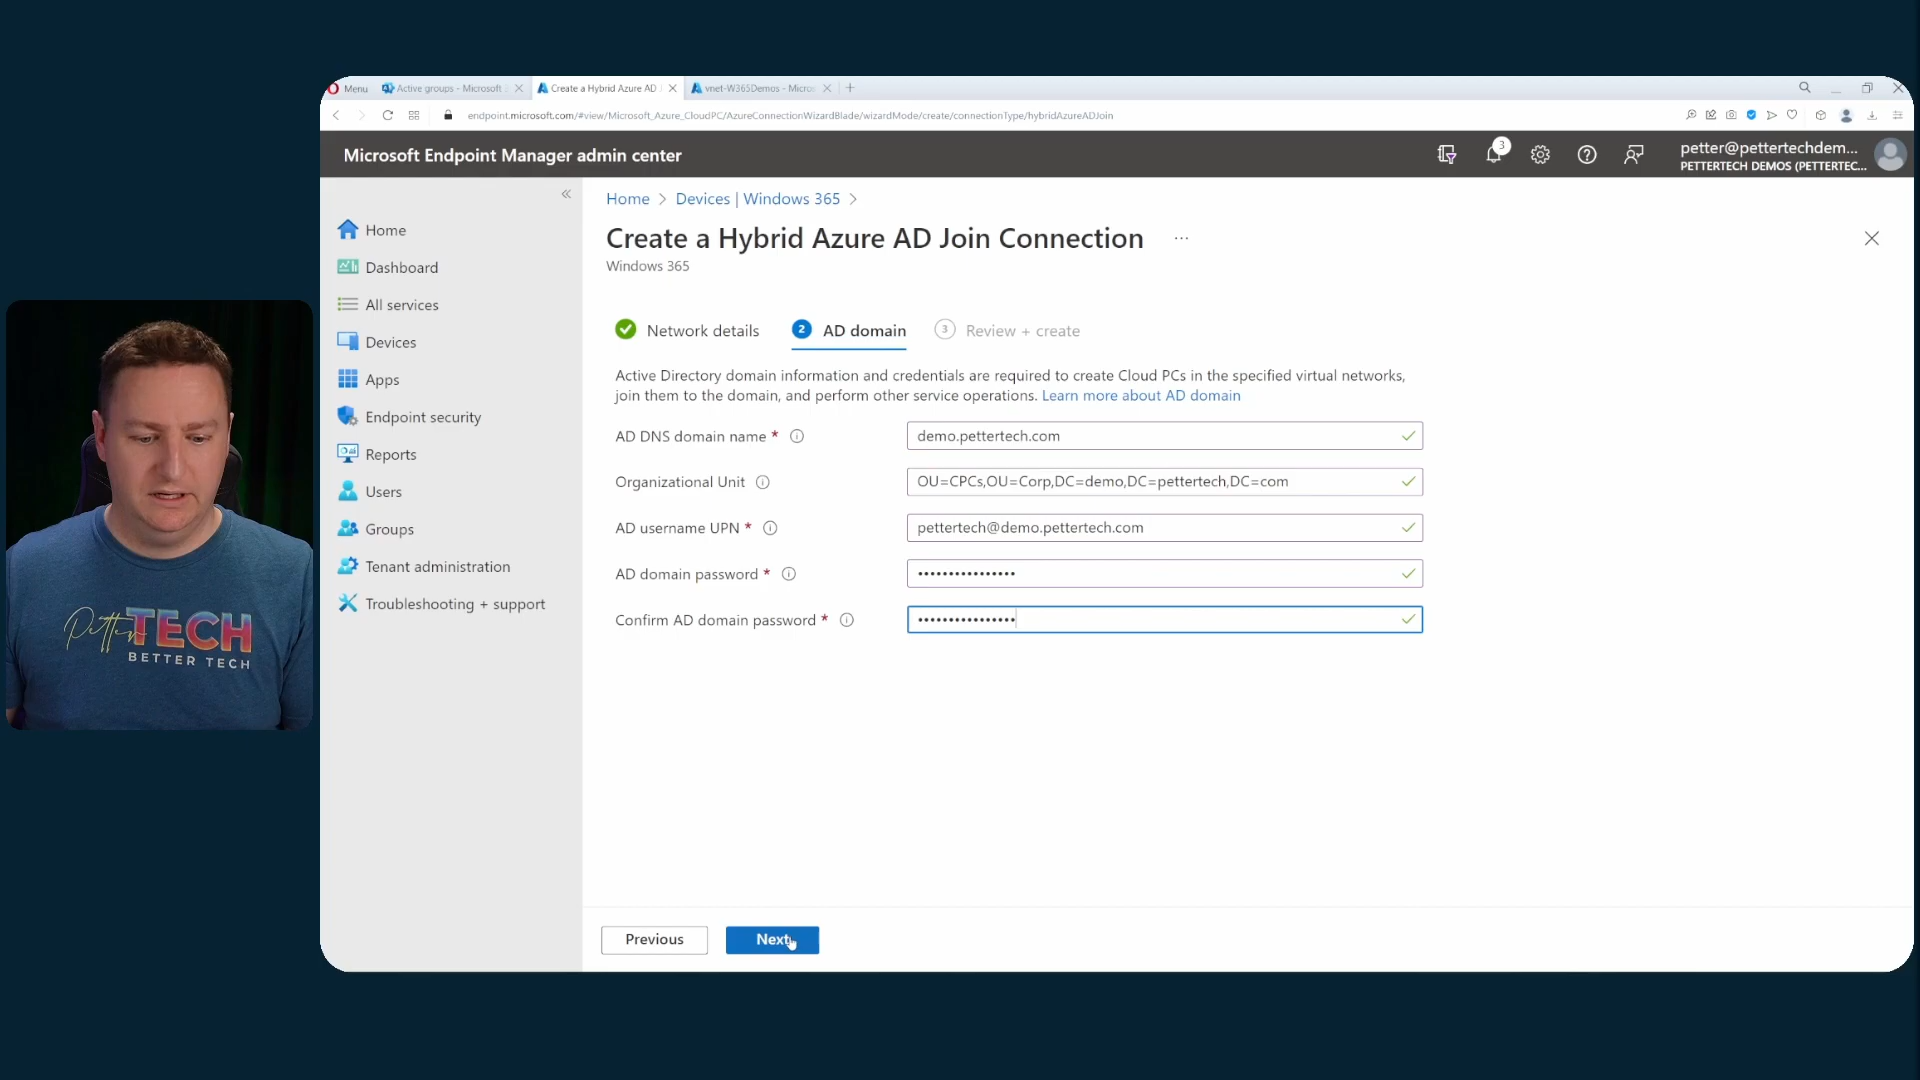 Menu
Active groups - Microsoft
Create a Hybrid Azure AD
vnet-W365Demos - Micros
endpoint.microsoft.com/#view/Microsoft_Azure_CloudPC/AzureConnectionWizardBlade/wizardMode/create/connectionType/hybridAzureADJoin
Microsoft Endpoint Manager admin center
3
petter@pettertechdem...
PETTERTECH DEMOS (PETTERTEC...
Home
Dashboard
All services
Devices
Apps
Endpoint security
Reports
Users
Groups
Tenant administration
Troubleshooting + support
Home > Devices | Windows 365 >
Create a Hybrid Azure AD Join Connection ...
Windows 365
Network details
2 AD domain
3 Review + create
Active Directory domain information and credentials are required to create Cloud PCs in the specified virtual networks,
join them to the domain, and perform other service operations. Learn more about AD domain
AD DNS domain name *
demo.pettertech.com
Organizational Unit
OU=CPCs,OU=Corp,DC=demo,DC=pettertech,DC=com
AD username UPN *
pettertech@demo.pettertech.com
AD domain password *
••••••••••••••••
Confirm AD domain password *
••••••••••••••••
Previous
Next
Petter TECH
BETTER TECH